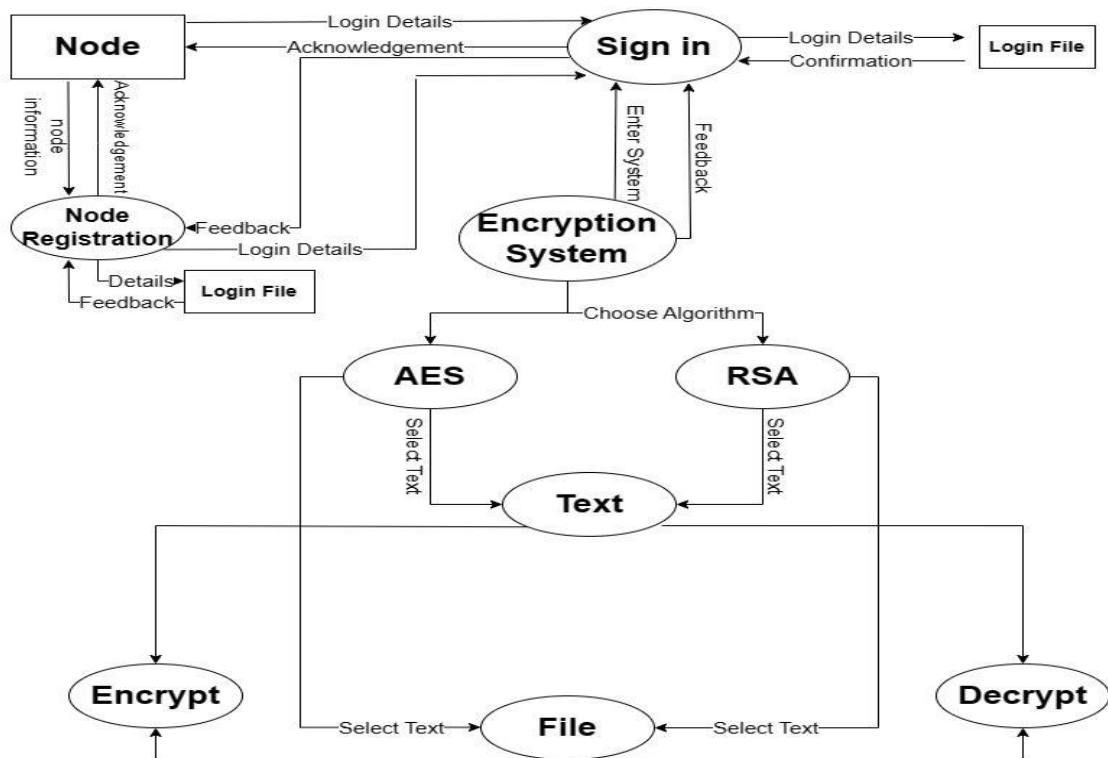 Login Details
Node
Acknowledgement
Sign in
Login Details
Confirmation
Login File
node
information
Acknowledgement
Enter System
Feedback
Node
Registration
Feedback
Login Details
Encryption
System
Details
Feedback
Login File
Choose Algorithm
AES
RSA
Select Text
Select Text
Text
Encrypt
Decrypt
Select Text
File
Select Text